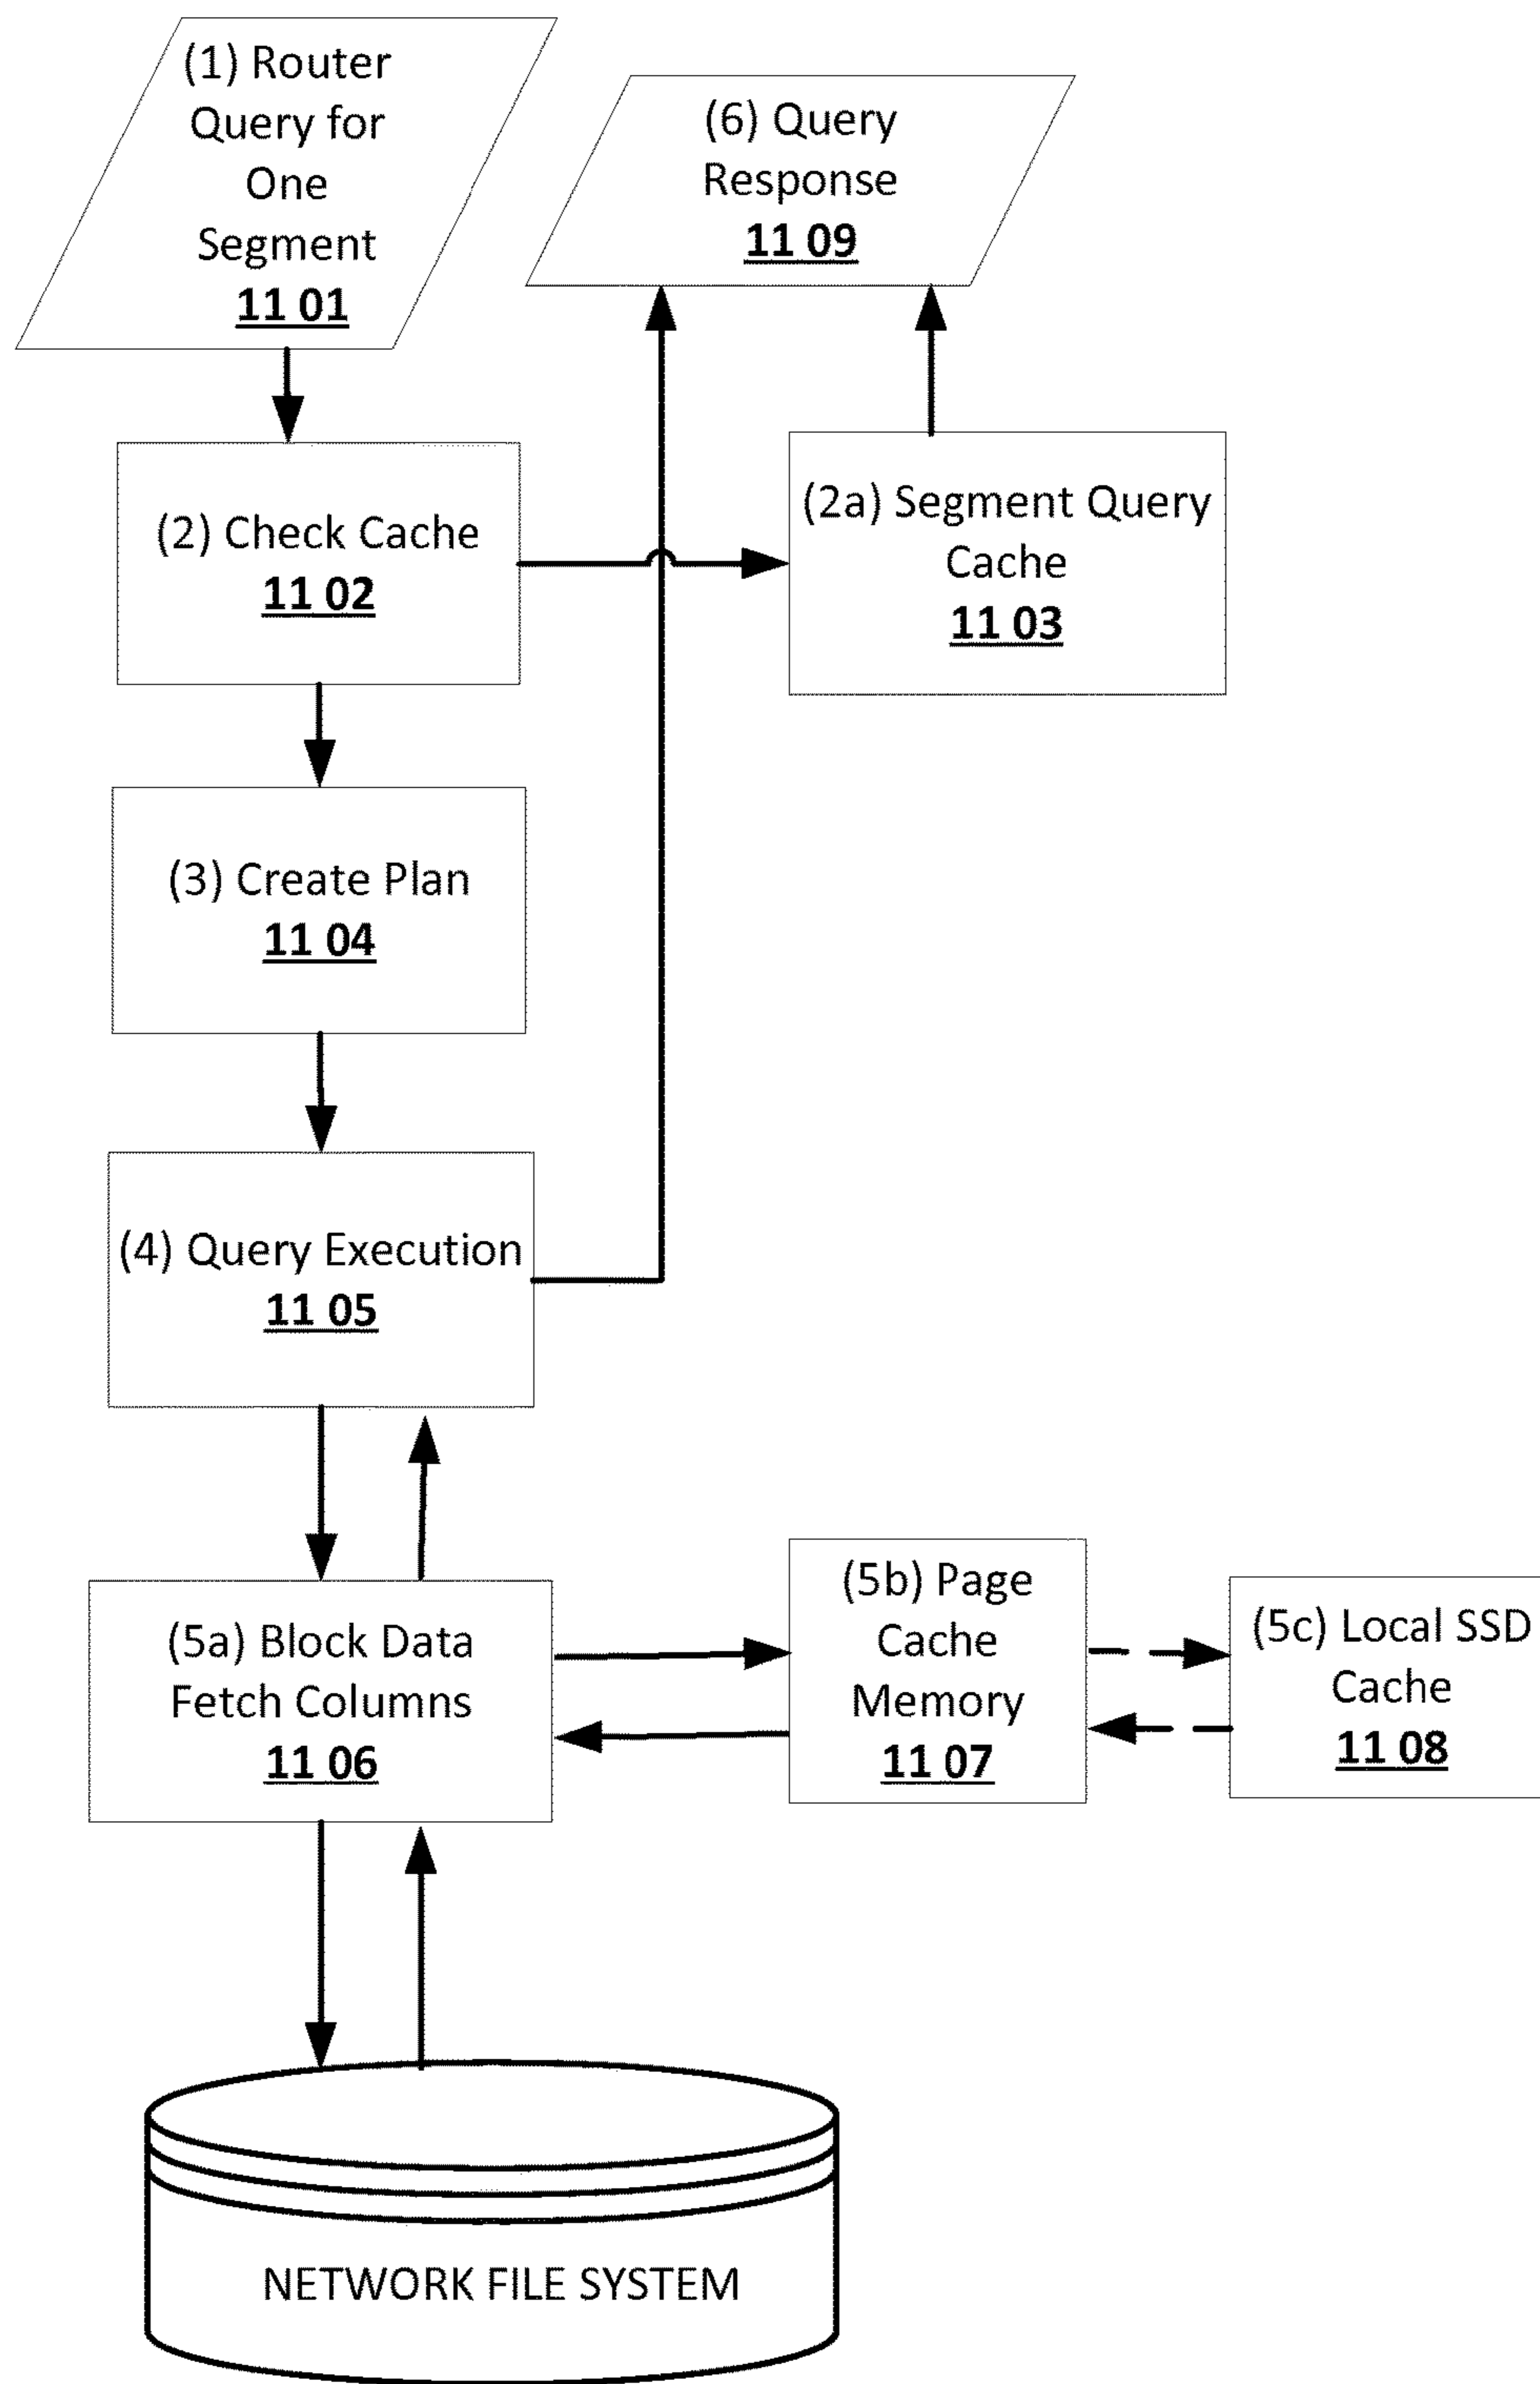 (1) Router
Query for
One
Segment
11 01
(6) Query
Response
11 09
(2) Check Cache
11 02
(2a) Segment Query
Cache
11 03
(3) Create Plan
11 04
(4) Query Execution
11 05
(5a) Block Data
Fetch Columns
11 06
(5b) Page
Cache
Memory
11 07
(5c) Local SSD
Cache
11 08
NETWORK FILE SYSTEM